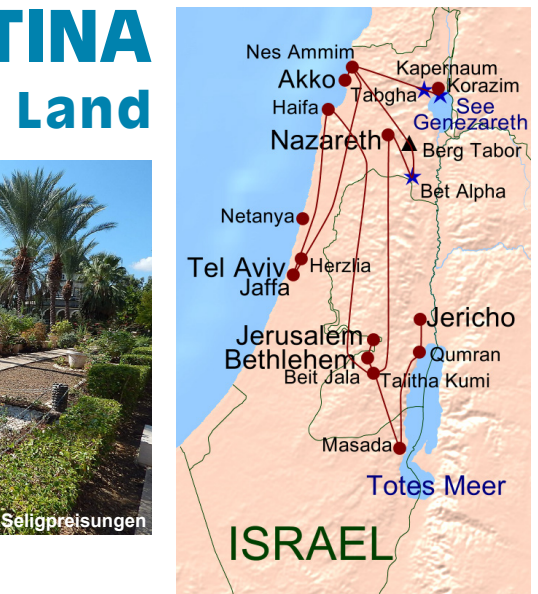 TINA
Land
Seligpreisungen
Nes Ammim
Akko
Kapernaum
Korazim
Tabgha
See
Genezareth
Haifa
Nazareth
Berg Tabor
Bet Alpha
Netanya
Tel Aviv
Herzlia
Jaffa
Jericho
Jerusalem
Bethlehem
Qumran
Beit Jala
Talitha Kumi
Masada
Totes Meer
ISRAEL